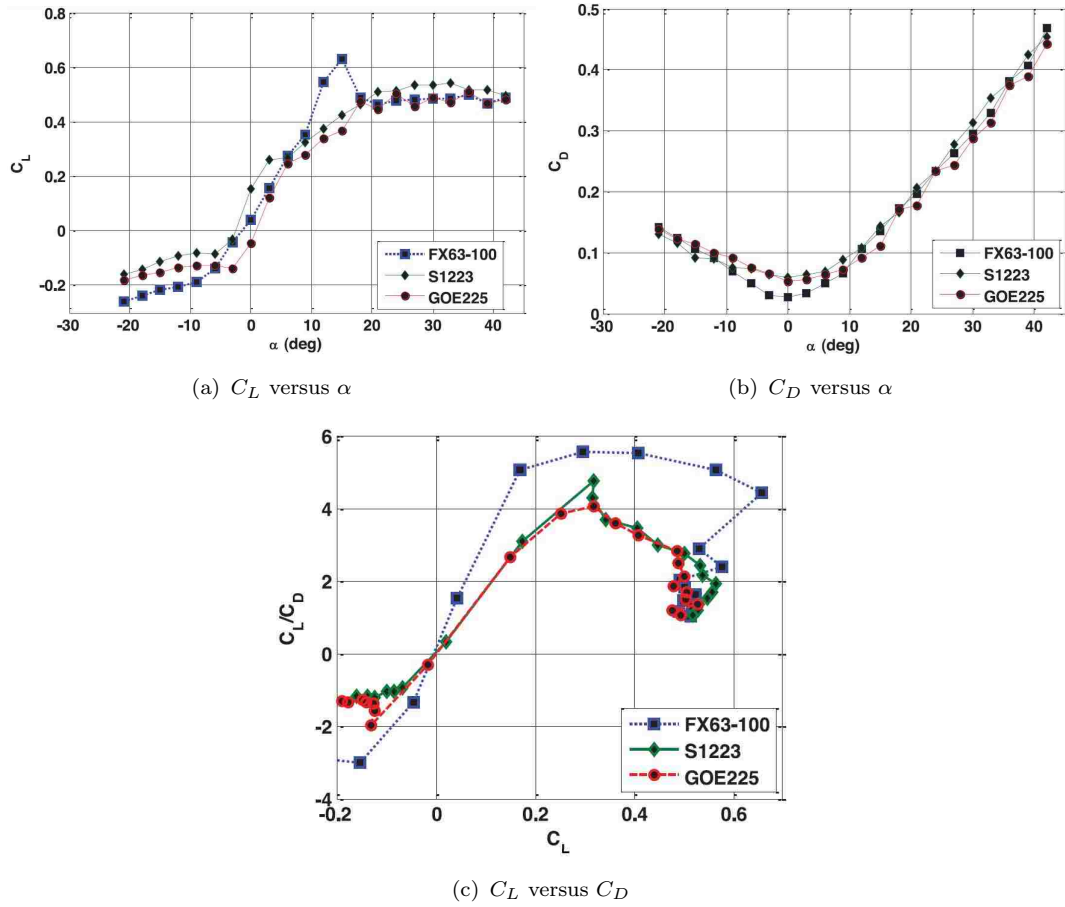 0.8
0.6
0.4
0.2
0
-0.2
-30
-20
-10
0
10
20
30
40
C_L
α (deg)
FX63-100
S1223
GOE225
(a) C_L versus α
0.5
0.4
0.3
0.2
0.1
0
-30
-20
-10
0
10
20
30
40
C_D
α (deg)
FX63-100
S1223
GOE225
(b) C_D versus α
6
4
2
0
-2
-4
-0.2
0
0.2
0.4
0.6
C_L/C_D
C_L
FX63-100
S1223
GOE225
(c) C_L versus C_D